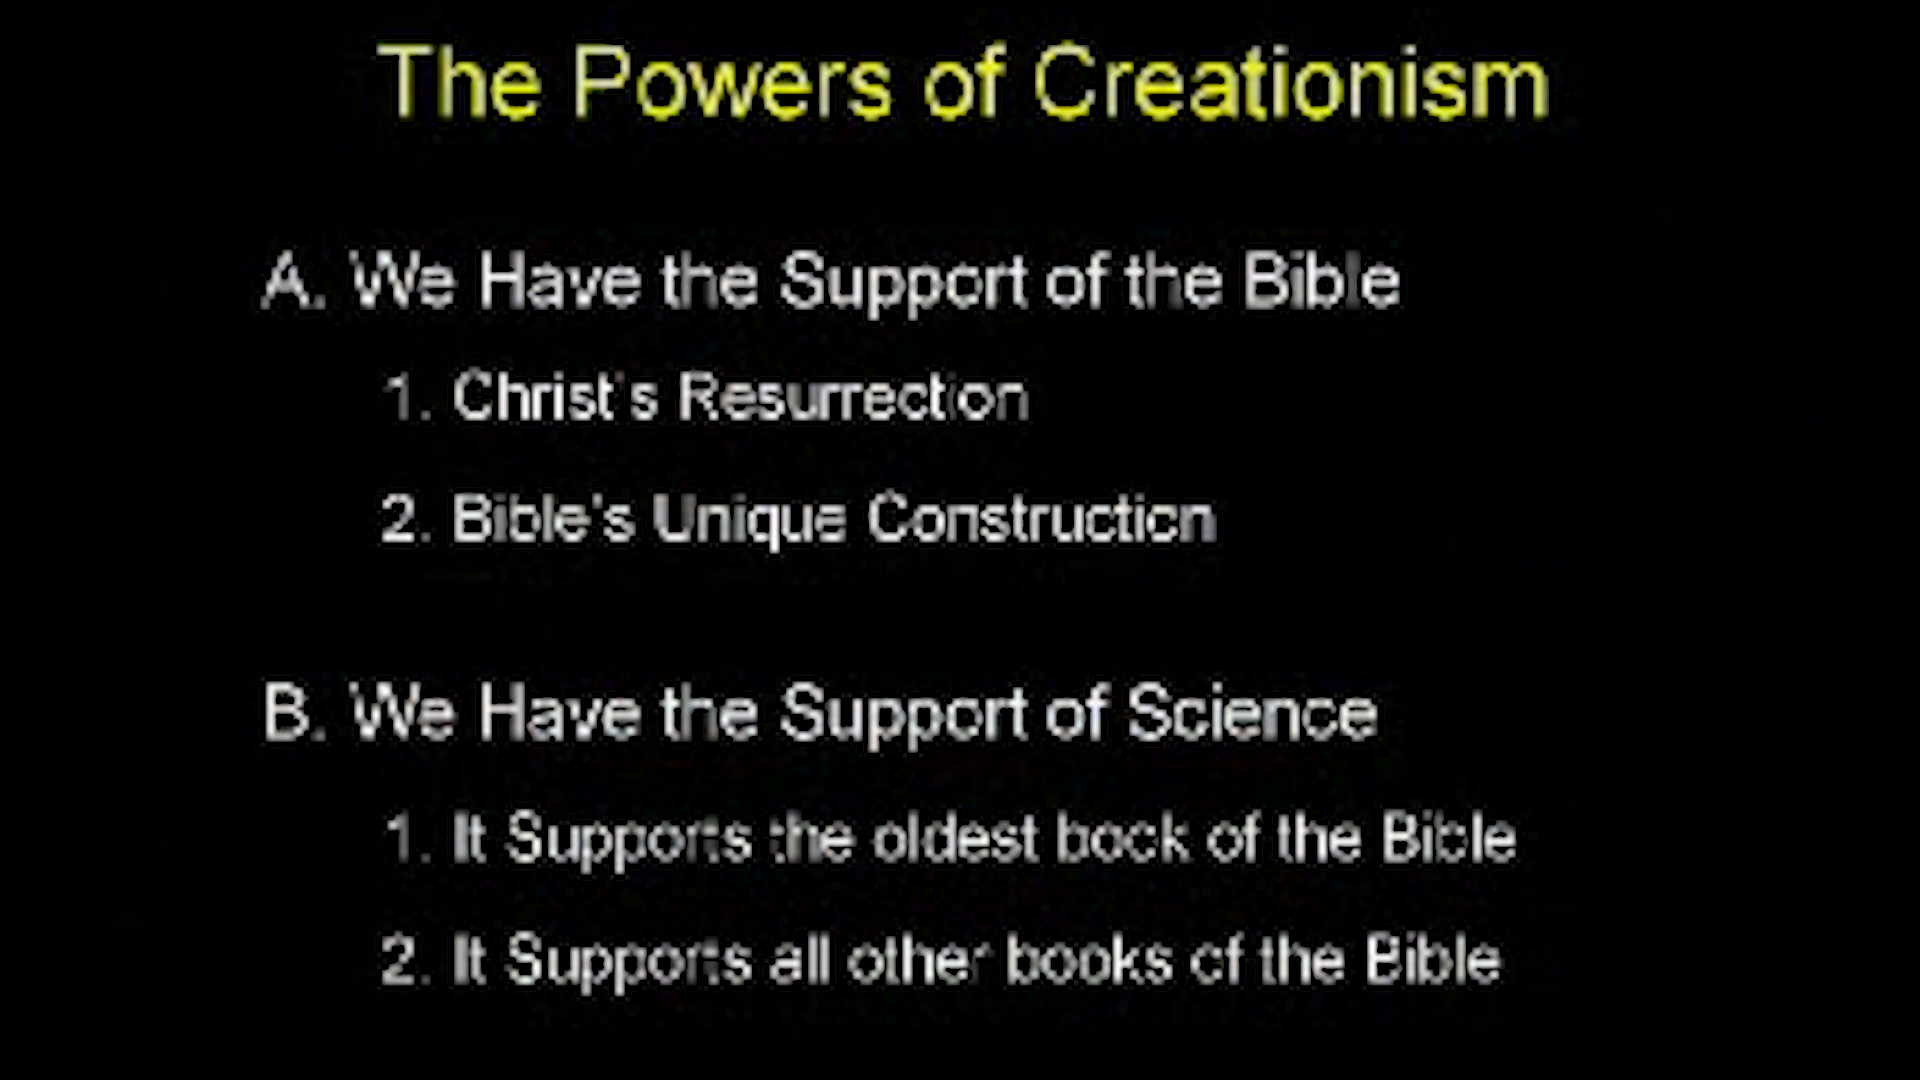 The Powers of Creationism
A. We Have the Support of the Bible
1. Christ's Resurrection
2. Bible's Unique Construction
B. We Have the Support of Science
1. It Supports the oldest book of the Bible
2. It Supports all other books of the Bible